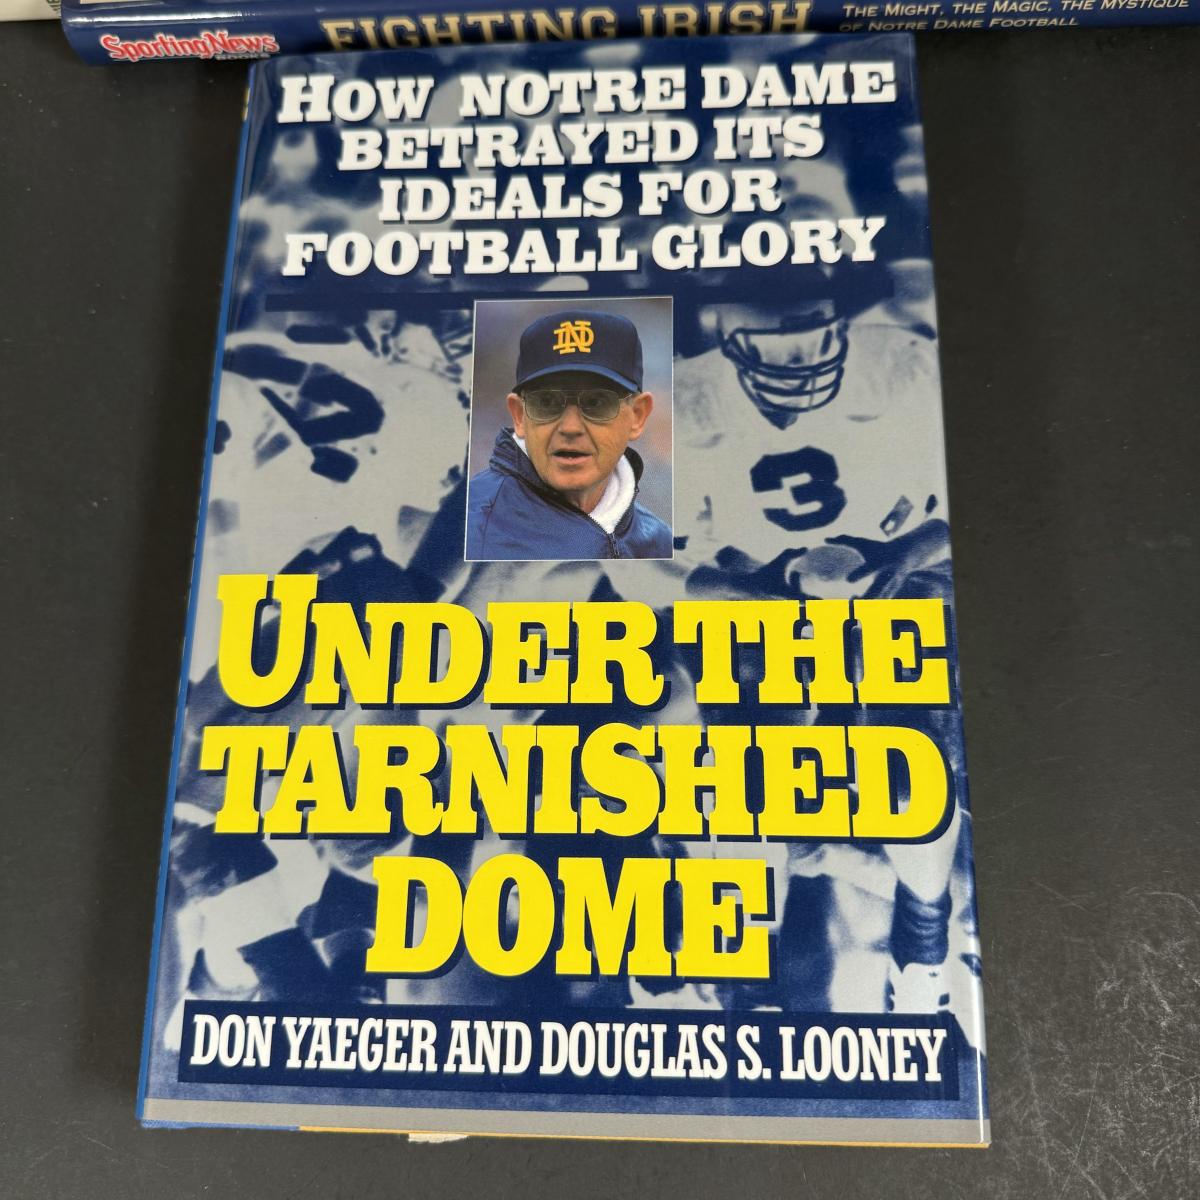 SportingNews
BOOKS
FIGHTING IRISH
THE MIGHT, THE MAGIC, THE MYSTIQUE
OF NOTRE DAME FOOTBALL
HOW NOTRE DAME
BETRAYED ITS
IDEALS FOR
FOOTBALL GLORY
ND
3
UNDER THE
TARNISHED
DOME
DON YAEGER AND DOUGLAS S. LOONEY